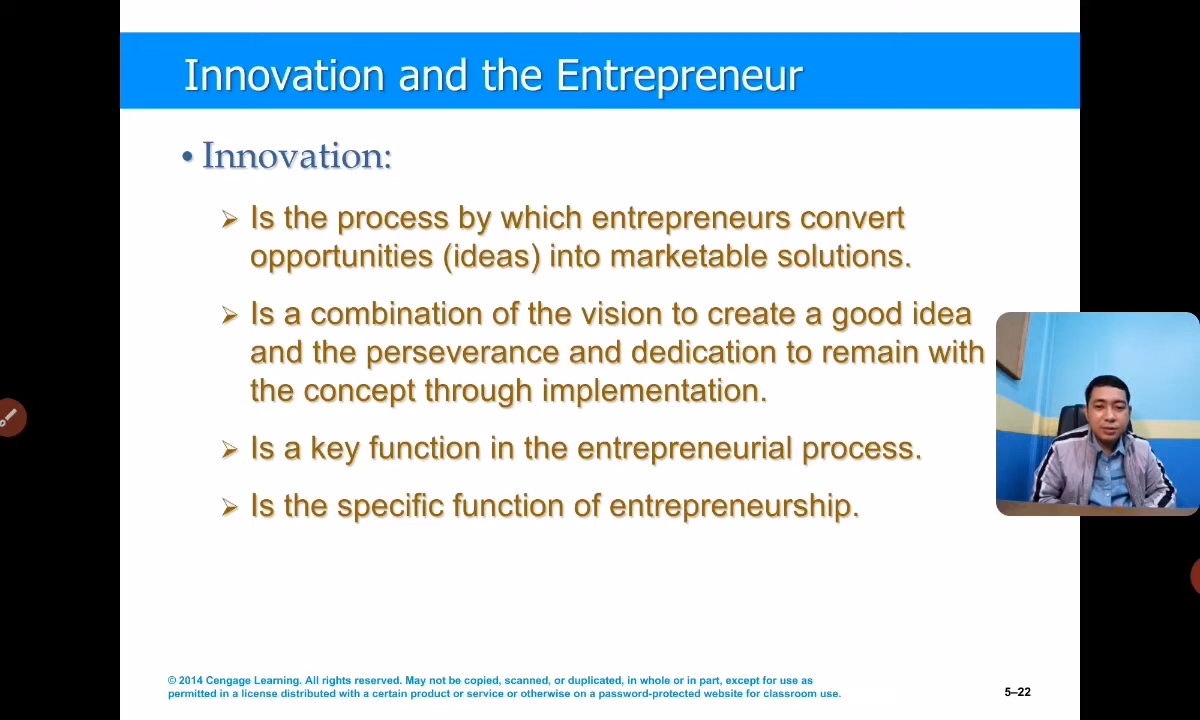 Innovation and the Entrepreneur
• Innovation:
➢ Is the process by which entrepreneurs convert
opportunities (ideas) into marketable solutions.
➢ Is a combination of the vision to create a good idea
and the perseverance and dedication to remain with
the concept through implementation.
➢ Is a key function in the entrepreneurial process.
➢ Is the specific function of entrepreneurship.
© 2014 Cengage Learning. All rights reserved. May not be copied, scanned, or duplicated, in whole or in part, except for use as
permitted in a license distributed with a certain product or service or otherwise on a password-protected website for classroom use.
5–22